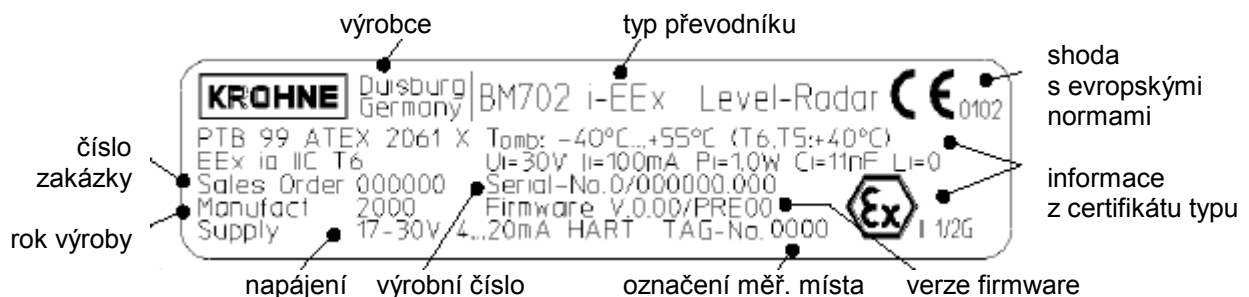 výrobce
typ převodníku
shoda
s evropskými
normami
KROHNE Duisburg Germany BM702 i-EEx Level-Radar CE 0102
PTB 99 ATEX 2061 X Tamb: -40°C...+55°C (T6,T5:+40°C)
EEx ia IIC T6 Ui=30V Ii=100mA Pi=1.0W Ci=11nF Li=0
číslo
zakázky
Sales Order 000000 Serial-No.0/000000.000
Manufact 2000 Firmware V.0.00/PRE00
Supply 17-30V 4...20mA HART TAG-No.0000 Ex II 1/2G
informace
z certifikátu typu
rok výroby
napájení
výrobní číslo
označení měř. místa
verze firmware